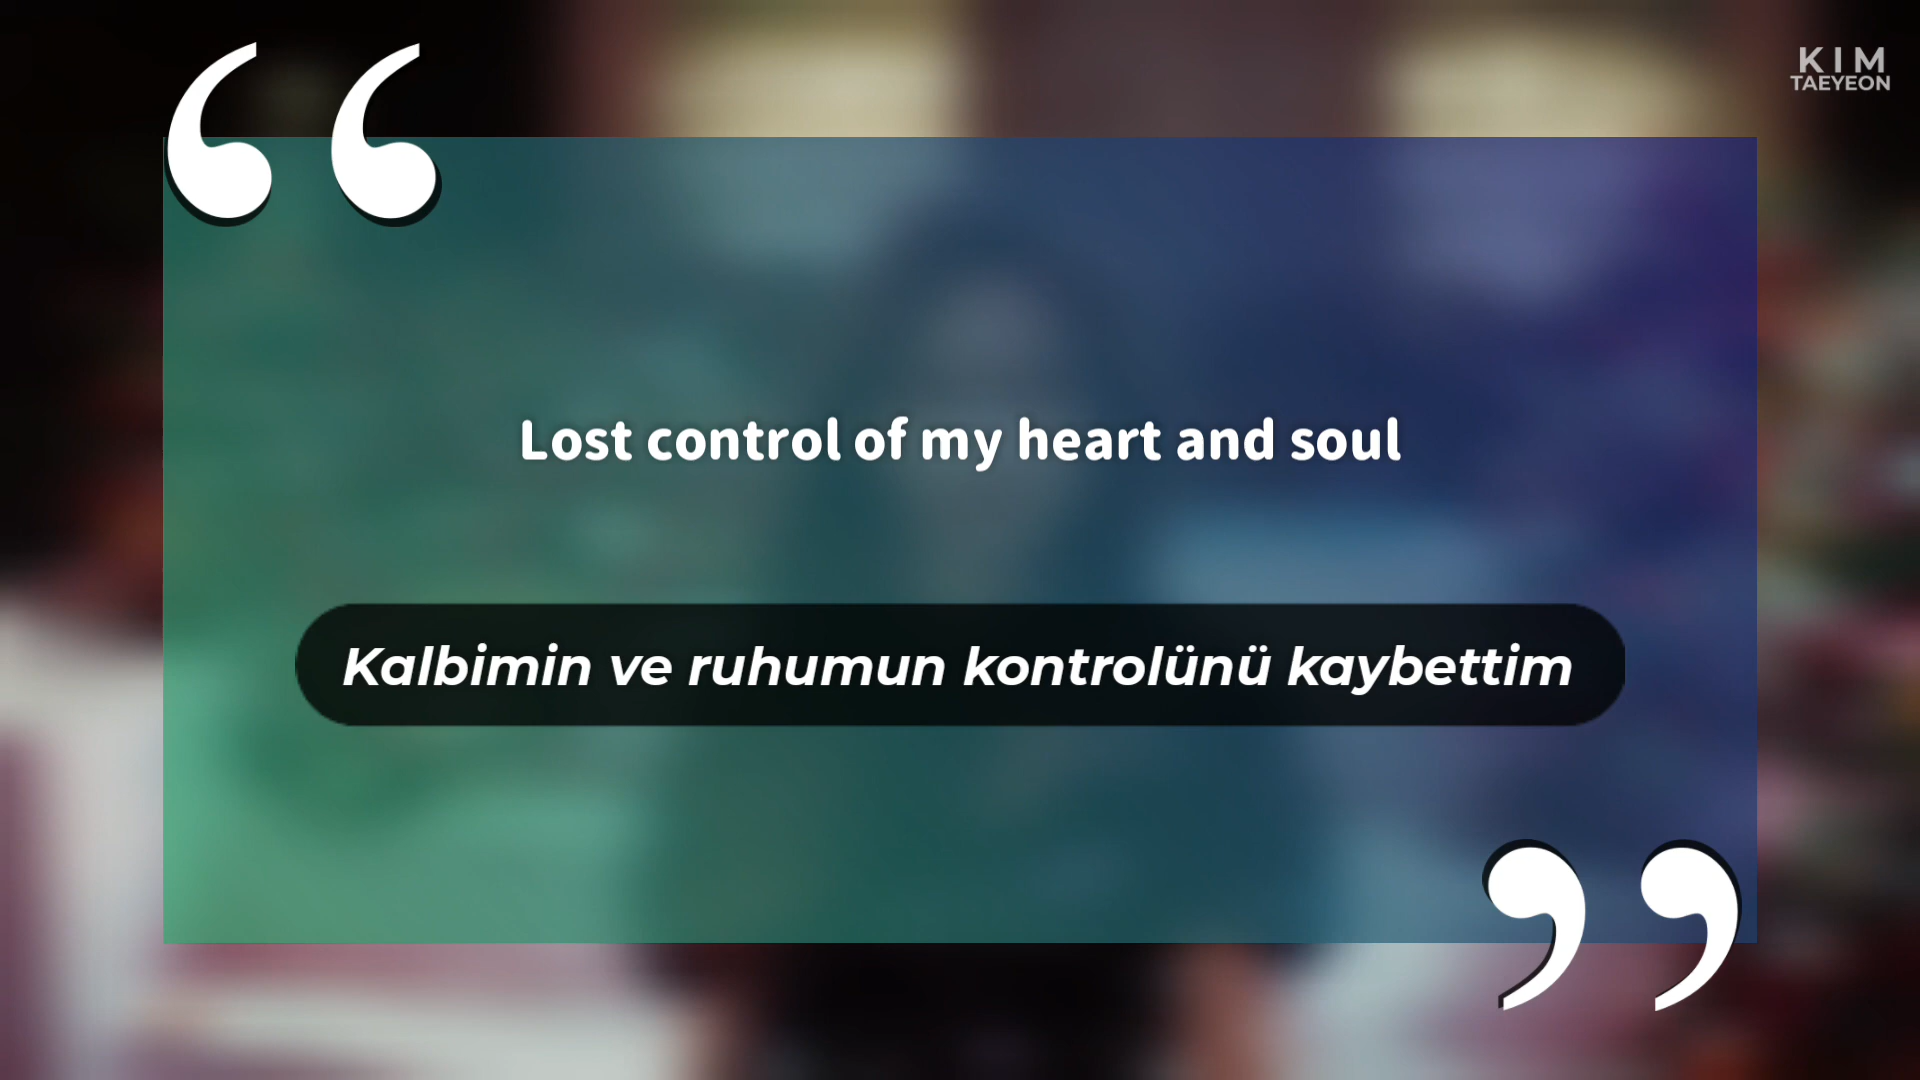 KIM
TAEYEON
“
Lost control of my heart and soul
Kalbimin ve ruhumun kontrolünü kaybettim
”